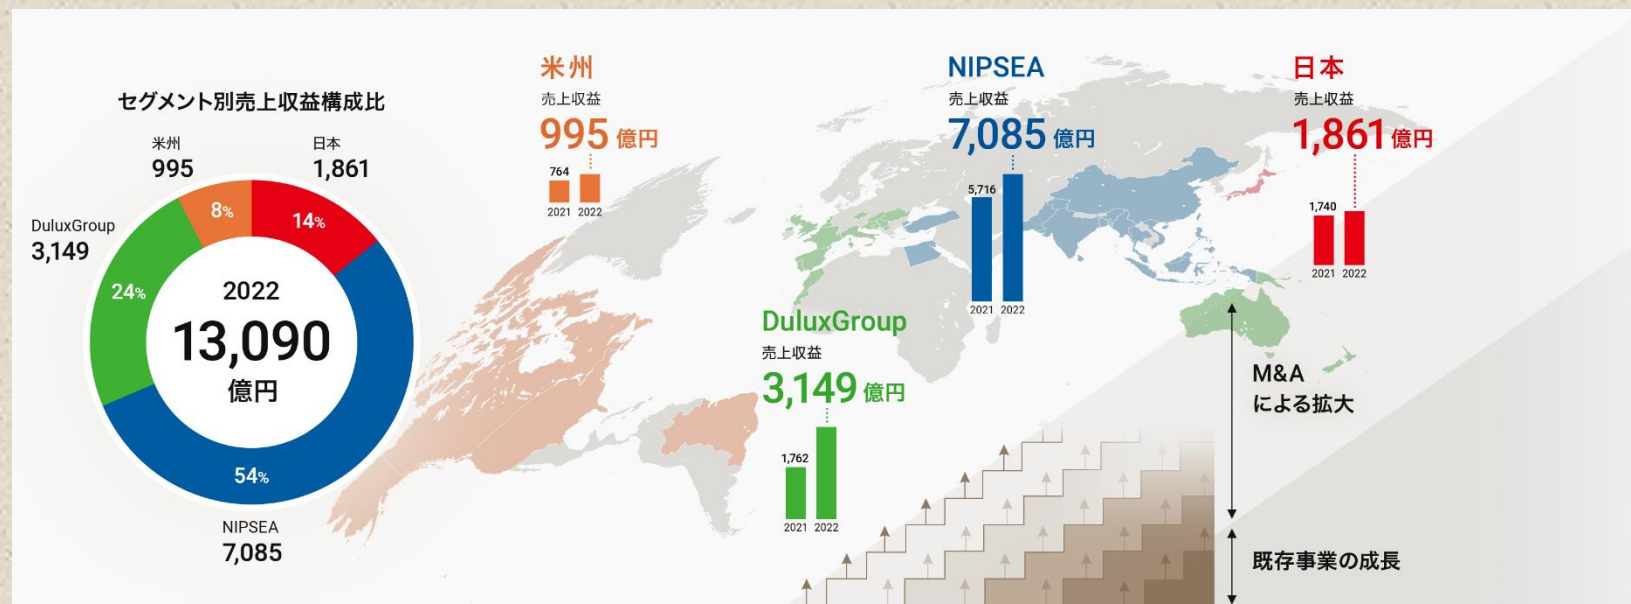 セグメント別売上収益構成比
米州
995
日本
1,861
DuluxGroup
3,149
8%
14%
24%
54%
2022
13,090
億円
NIPSEA
7,085
米州
売上収益
995 億円
764
2021 2022
DuluxGroup
売上収益
3,149 億円
1,762
2021 2022
NIPSEA
売上収益
7,085 億円
5,716
2021 2022
日本
売上収益
1,861 億円
1,740
2021 2022
M&A
による拡大
既存事業の成長